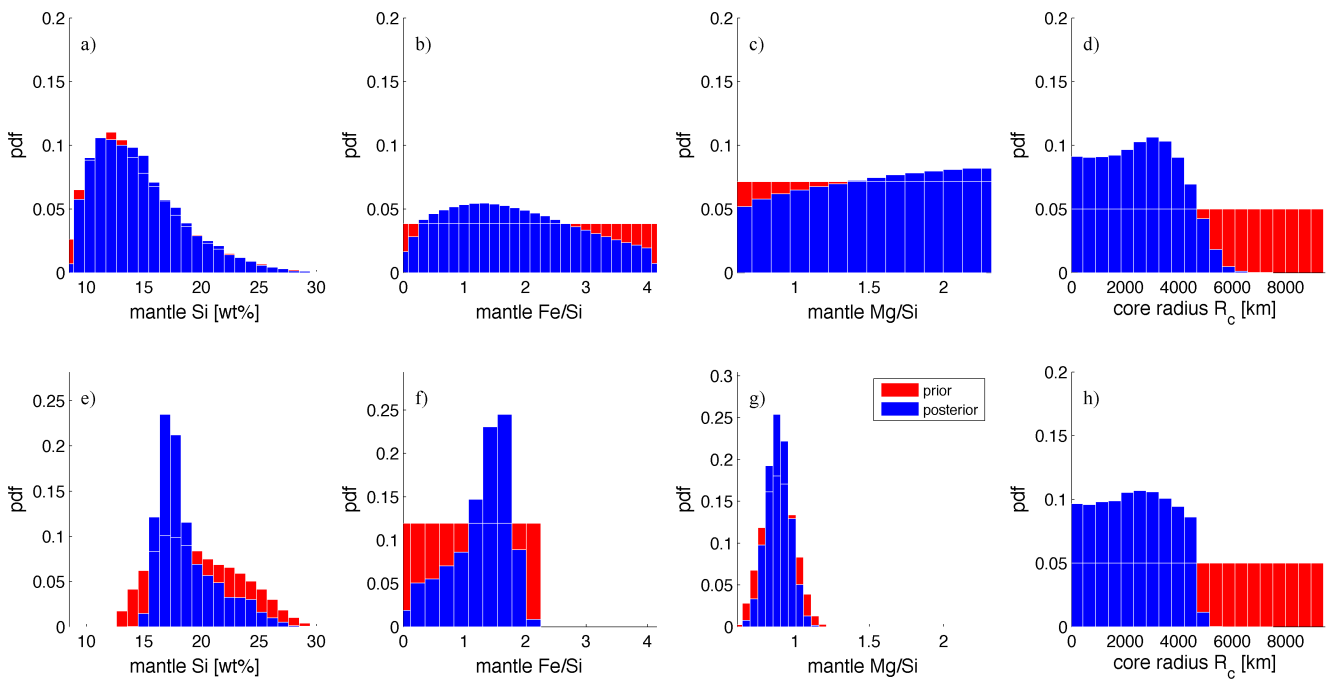 a)
pdf
0.2
0.15
0.1
0.05
0
10 15 20 25 30
mantle Si [wt%]
b)
pdf
0.2
0.15
0.1
0.05
0
0 1 2 3 4
mantle Fe/Si
c)
pdf
0.2
0.15
0.1
0.05
0
1 1.5 2
mantle Mg/Si
d)
pdf
0.2
0.15
0.1
0.05
0
0 2000 4000 6000 8000
core radius R_c [km]
e)
pdf
0.25
0.2
0.15
0.1
0.05
0
10 15 20 25 30
mantle Si [wt%]
f)
pdf
0.25
0.2
0.15
0.1
0.05
0
0 1 2 3 4
mantle Fe/Si
g)
pdf
0.3
0.25
0.2
0.15
0.1
0.05
0
1 1.5 2
mantle Mg/Si
prior
posterior
h)
pdf
0.2
0.15
0.1
0.05
0
0 2000 4000 6000 8000
core radius R_c [km]